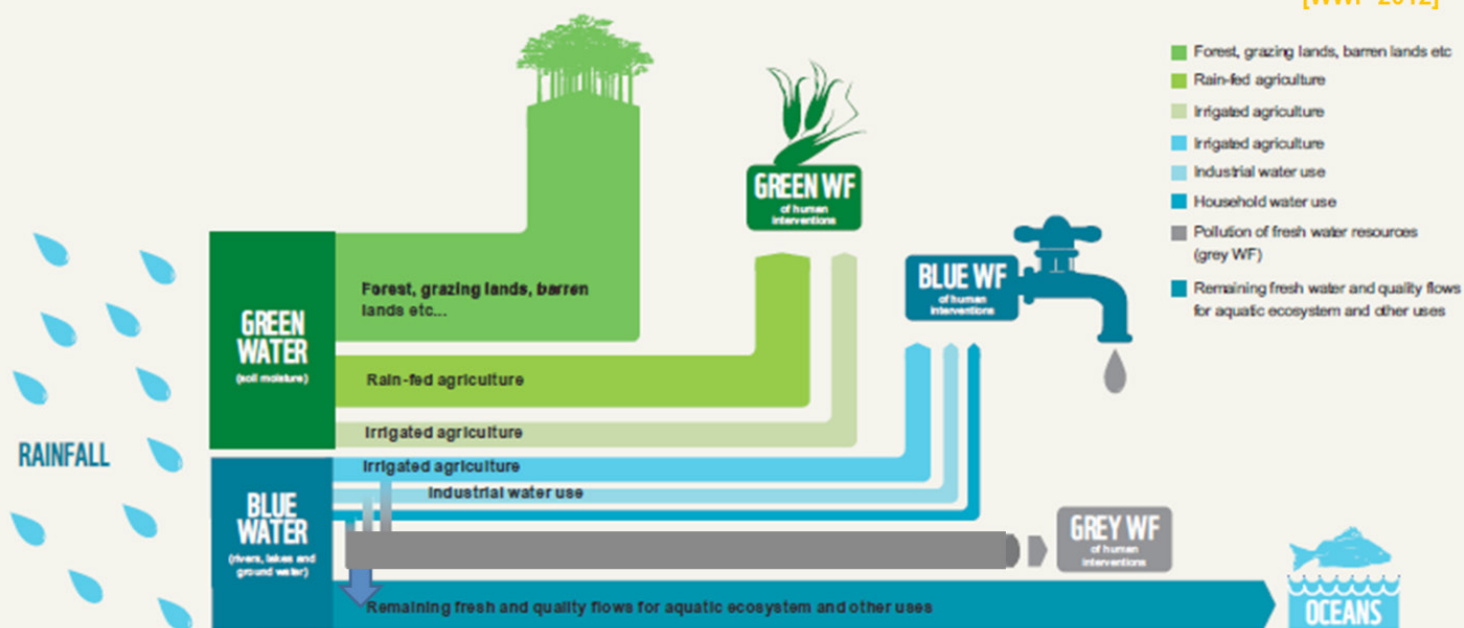 [WWF 2012]
Forest, grazing lands, barren lands etc
Rain-fed agriculture
Irrigated agriculture
Irrigated agriculture
Industrial water use
Household water use
Pollution of fresh water resources
(grey WF)
Remaining fresh water and quality flows
for aquatic ecosystem and other uses
GREEN WF
of human
interventions
BLUE WF
of human
interventions
GREEN
WATER
(soil moisture)
Forest, grazing lands, barren
lands etc...
Rain-fed agriculture
Irrigated agriculture
RAINFALL
BLUE
WATER
(rivers, lakes and
ground water)
Irrigated agriculture
Industrial water use
GREY WF
of human
interventions
Remaining fresh and quality flows for aquatic ecosystem and other uses
OCEANS